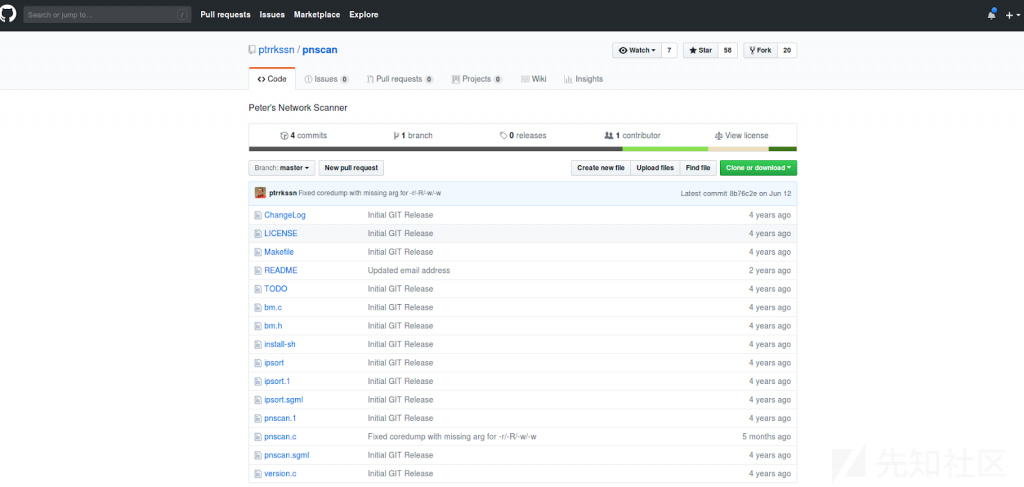 Search or jump to... / Pull requests Issues Marketplace Explore
ptrrkssn / pnscan Watch 7 Star 58 Fork 20
Code Issues 0 Pull requests 0 Projects 0 Wiki Insights
Peter's Network Scanner
4 commits 1 branch 0 releases 1 contributor View license
Branch: master New pull request Create new file Upload files Find file Clone or download
ptrrkssn Fixed coredump with missing arg for -r/-R/-w/-w Latest commit 8b76c2e on Jun 12
ChangeLog Initial GIT Release 4 years ago
LICENSE Initial GIT Release 4 years ago
Makefile Initial GIT Release 4 years ago
README Updated email address 2 years ago
TODO Initial GIT Release 4 years ago
bm.c Initial GIT Release 4 years ago
bm.h Initial GIT Release 4 years ago
install-sh Initial GIT Release 4 years ago
ipsort Initial GIT Release 4 years ago
ipsort.1 Initial GIT Release 4 years ago
ipsort.sgml Initial GIT Release 4 years ago
pnscan.1 Initial GIT Release 4 years ago
pnscan.c Fixed coredump with missing arg for -r/-R/-w/-w 5 months ago
pnscan.sgml Initial GIT Release 4 years ago
version.c Initial GIT Release 4 years ago
先知社区